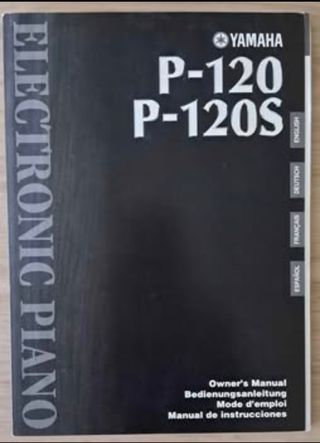 YAMAHA
P-120
P-120S
ELECTRONIC PIANO
ENGLISH
DEUTSCH
FRANÇAIS
ESPAÑOL
Owner's Manual
Bedienungsanleitung
Mode d'emploi
Manual de instrucciones